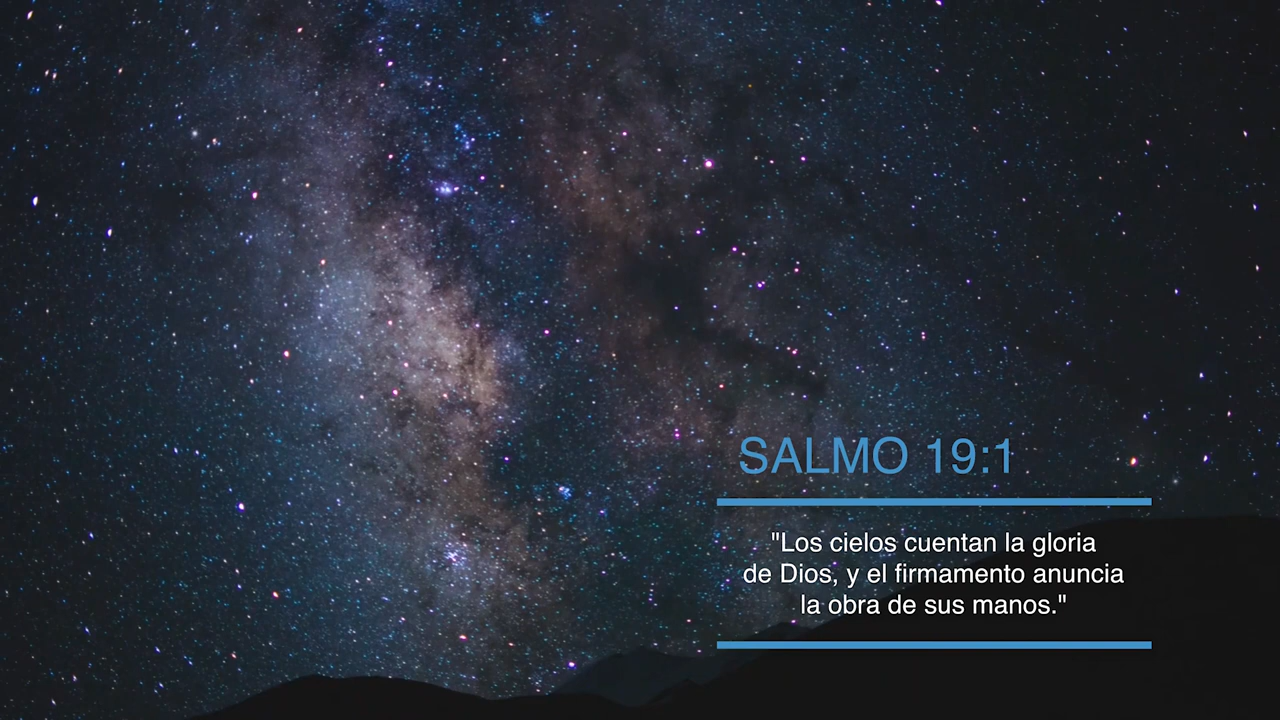 SALMO 19:1
"Los cielos cuentan la gloria
de Dios, y el firmamento anuncia
la obra de sus manos."